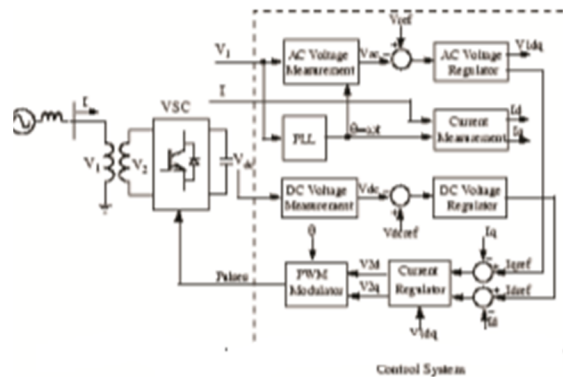 Vref
V1
AC Voltage
Measurement
Vac
AC Voltage
Regulator
V1dq
I
VSC
I
PLL
θ=ωt
Current
Measurement
Id
Iq
V1
V2
Vdc
DC Voltage
Measurement
Vdc
DC Voltage
Regulator
Vdcref
θ
Iq
Pulses
PWM
Modulator
V2d
V2q
Current
Regulator
Iqref
Idref
Id
V1dq
Control System